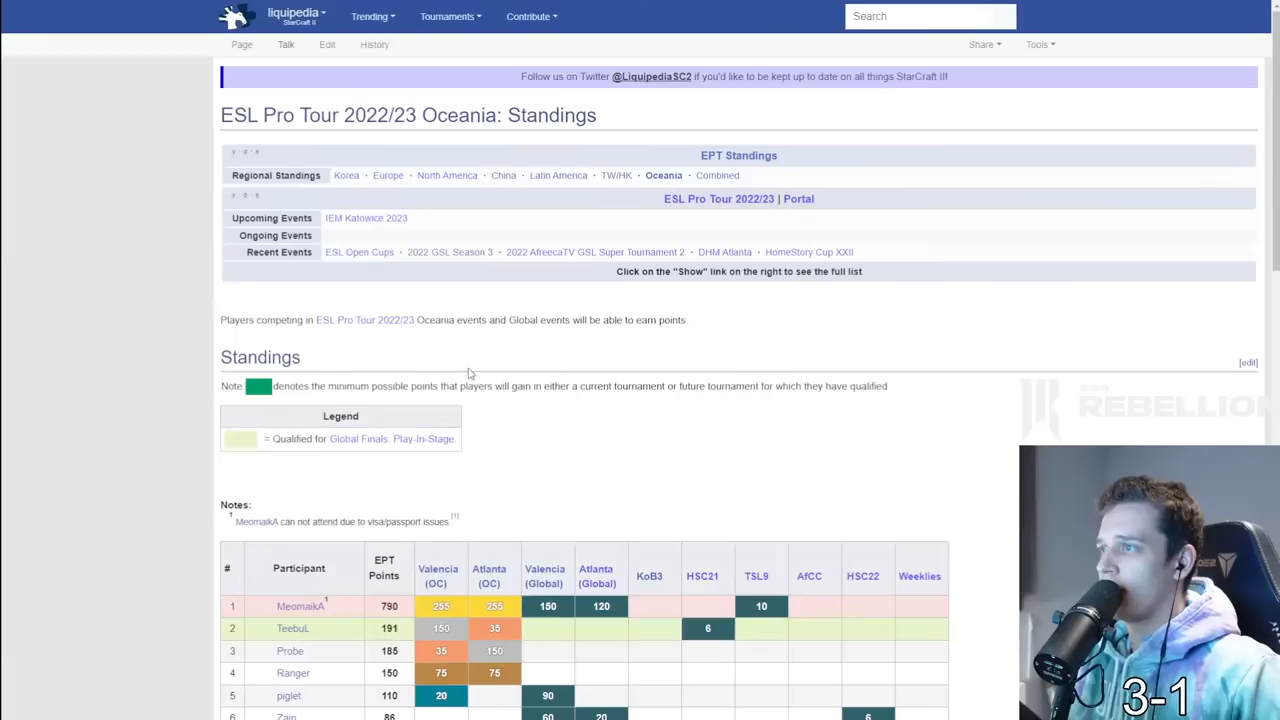 liquipedia
StarCraft II
Trending
Tournaments
Contribute
Search
Page
Talk
Edit
History
Share
Tools
Follow us on Twitter @LiquipediaSC2 if you'd like to be kept up to date on all things StarCraft II!
ESL Pro Tour 2022/23 Oceania: Standings
EPT Standings
Regional Standings Korea · Europe · North America · China · Latin America · TW/HK · Oceania · Combined
ESL Pro Tour 2022/23 | Portal
Upcoming Events IEM Katowice 2023
Ongoing Events
Recent Events ESL Open Cups · 2022 GSL Season 3 · 2022 AfreecaTV GSL Super Tournament 2 · DHM Atlanta · HomeStory Cup XXII
Click on the "Show" link on the right to see the full list
Players competing in ESL Pro Tour 2022/23 Oceania events and Global events will be able to earn points.
Standings
[edit]
Note: denotes the minimum possible points that players will gain in either a current tournament or future tournament for which they have qualified
REBELLION
Legend
= Qualified for Global Finals. Play-In-Stage.
Notes:
1 MeomaikA can not attend due to visa/passport issues.[1]
# Participant EPT Points Valencia (OC) Atlanta (OC) Valencia (Global) Atlanta (Global) KoB3 HSC21 TSL9 AfCC HSC22 Weeklies
1 MeomaikA1 790 255 255 150 120 10
2 TeebuL 191 150 35 6
3 Probe 185 35 150
4 Ranger 150 75 75
5 piglet 110 20 90
6 Zain 86 60 20 6
3-1